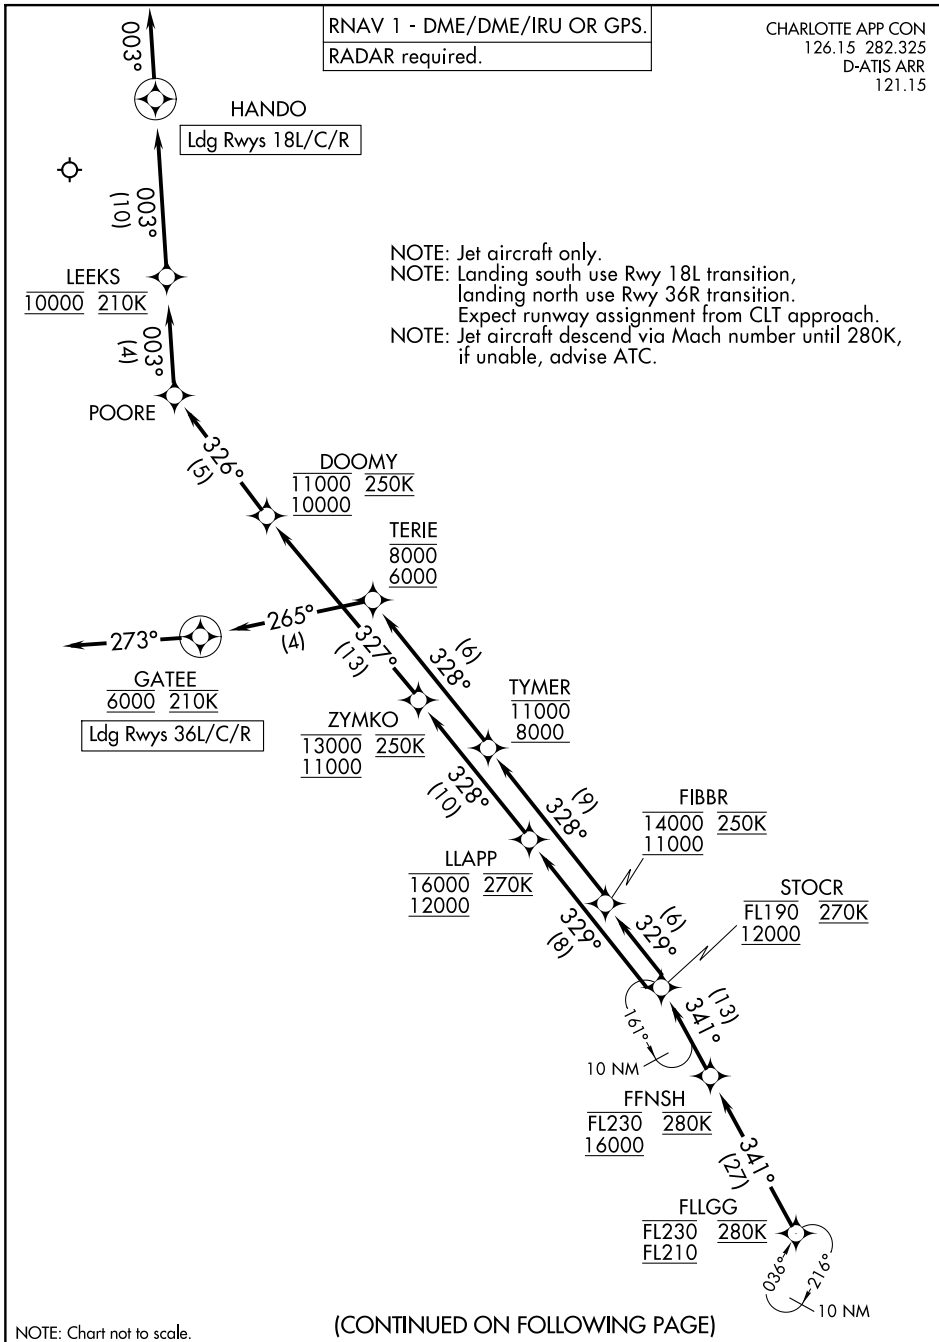 RNAV 1 - DME/DME/IRU OR GPS.
RADAR required.
CHARLOTTE APP CON
126.15 282.325
D-ATIS ARR
121.15
003°
HANDO
Ldg Rwys 18L/C/R
003°
(10)
LEEKS
10000 210K
003°
(4)
POORE
NOTE: Jet aircraft only.
NOTE: Landing south use Rwy 18L transition,
landing north use Rwy 36R transition.
Expect runway assignment from CLT approach.
NOTE: Jet aircraft descend via Mach number until 280K,
if unable, advise ATC.
326°
(5)
DOOMY
11000 250K
10000
TERIE
8000
6000
265°
(4)
273°
GATEE
6000 210K
Ldg Rwys 36L/C/R
327°
(13)
(6)
328°
ZYMKO
13000 250K
11000
TYMER
11000
8000
328°
(10)
(9)
328°
FIBBR
14000 250K
11000
LLAPP
16000 270K
12000
STOCR
FL190 270K
12000
329°
(8)
(6)
329°
161°
10 NM
(13)
341°
FFNSH
FL230 280K
16000
341°
(27)
FLLGG
FL230 280K
FL210
036°
216°
10 NM
NOTE: Chart not to scale.
(CONTINUED ON FOLLOWING PAGE)